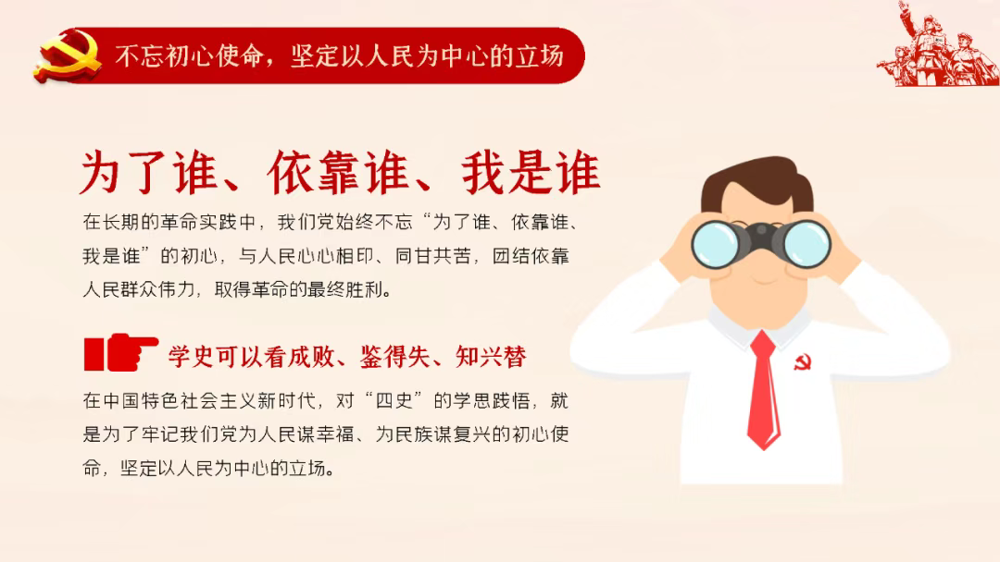 不忘初心使命，坚定以人民为中心的立场
为了谁、依靠谁、我是谁
在长期的革命实践中，我们党始终不忘“为了�、依靠谁、
我是谁”的初心，与人民心心相印、同甘共苦，团结依靠
人民群众伟力，取得革命的最终胜利。
学史可以看成败、鉴得失、知兴替
在中国特色社会主义新时代，对“四史”的学思践悟，就
是为了牢记我们党为人民谋幸福、为民族谋复兴的初心使
命，坚定以人民为中心的立场。